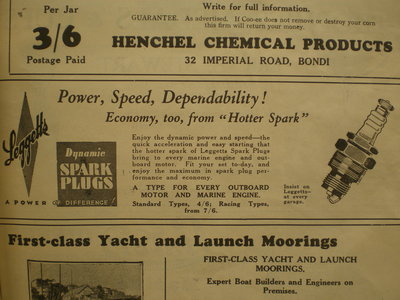 Per Jar
3/6
Postage Paid
Write for full information.
GUARANTEE. As advertised. If Coo-ee does not remove or destroy your corn
this firm will return your money.
HENCHEL CHEMICAL PRODUCTS
32 IMPERIAL ROAD, BONDI
Leggetts
Dynamic
SPARK
PLUGS
A POWER OF DIFFERENCE!
Power, Speed, Dependability!
Economy, too, from "Hotter Spark"
Enjoy the dynamic power and speed—the
quick acceleration and easy starting that
the hotter spark of Leggetts Spark Plugs
bring to every marine engine and out-
board motor. Fit your set to-day, and
enjoy the maximum in spark plug per-
formance and economy.
A TYPE FOR EVERY OUTBOARD
MOTOR AND MARINE ENGINE.
Standard Types, 4/6; Racing Types,
from 7/6.
Insist on
Leggetts—
at every
garage.
First-class Yacht and Launch Moorings
FIRST-CLASS YACHT AND LAUNCH
MOORINGS.
Expert Boat Builders and Engineers on
Premises.